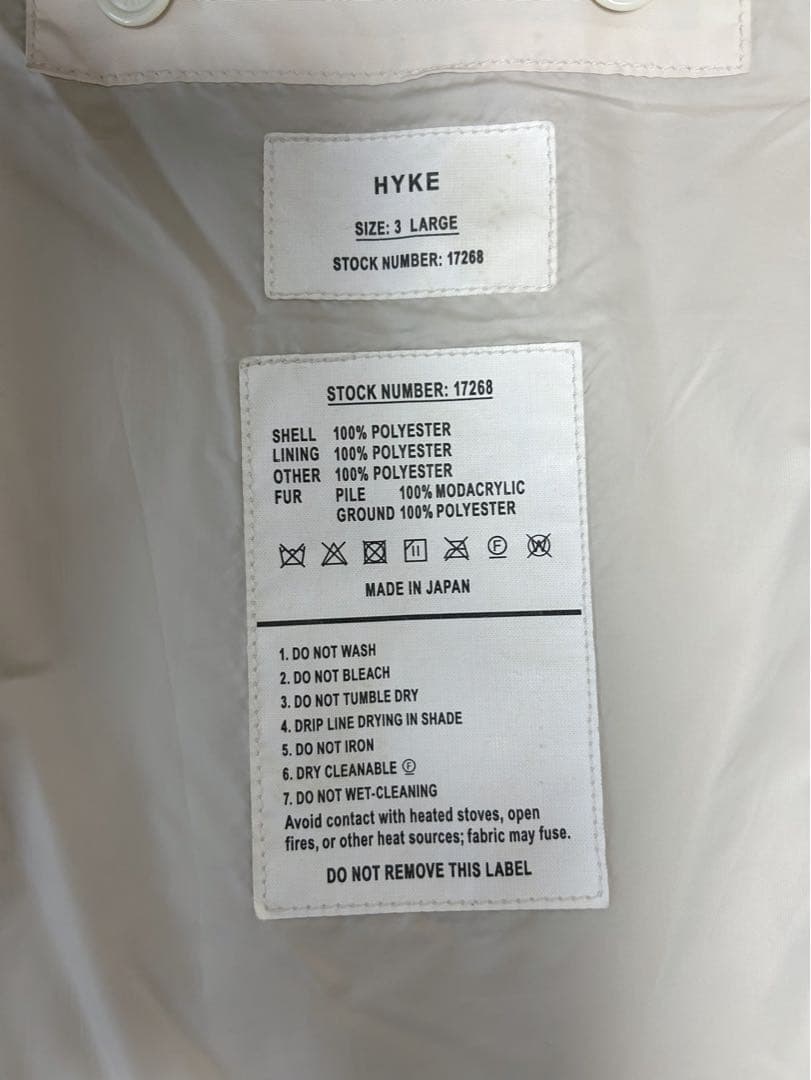 HYKE
SIZE: 3 LARGE
STOCK NUMBER: 17268
STOCK NUMBER: 17268
SHELL 100% POLYESTER
LINING 100% POLYESTER
OTHER 100% POLYESTER
FUR PILE 100% MODACRYLIC
GROUND 100% POLYESTER
F W
MADE IN JAPAN
1. DO NOT WASH
2. DO NOT BLEACH
3. DO NOT TUMBLE DRY
4. DRIP LINE DRYING IN SHADE
5. DO NOT IRON
6. DRY CLEANABLE Ⓕ
7. DO NOT WET-CLEANING
Avoid contact with heated stoves, open
fires, or other heat sources; fabric may fuse.
DO NOT REMOVE THIS LABEL